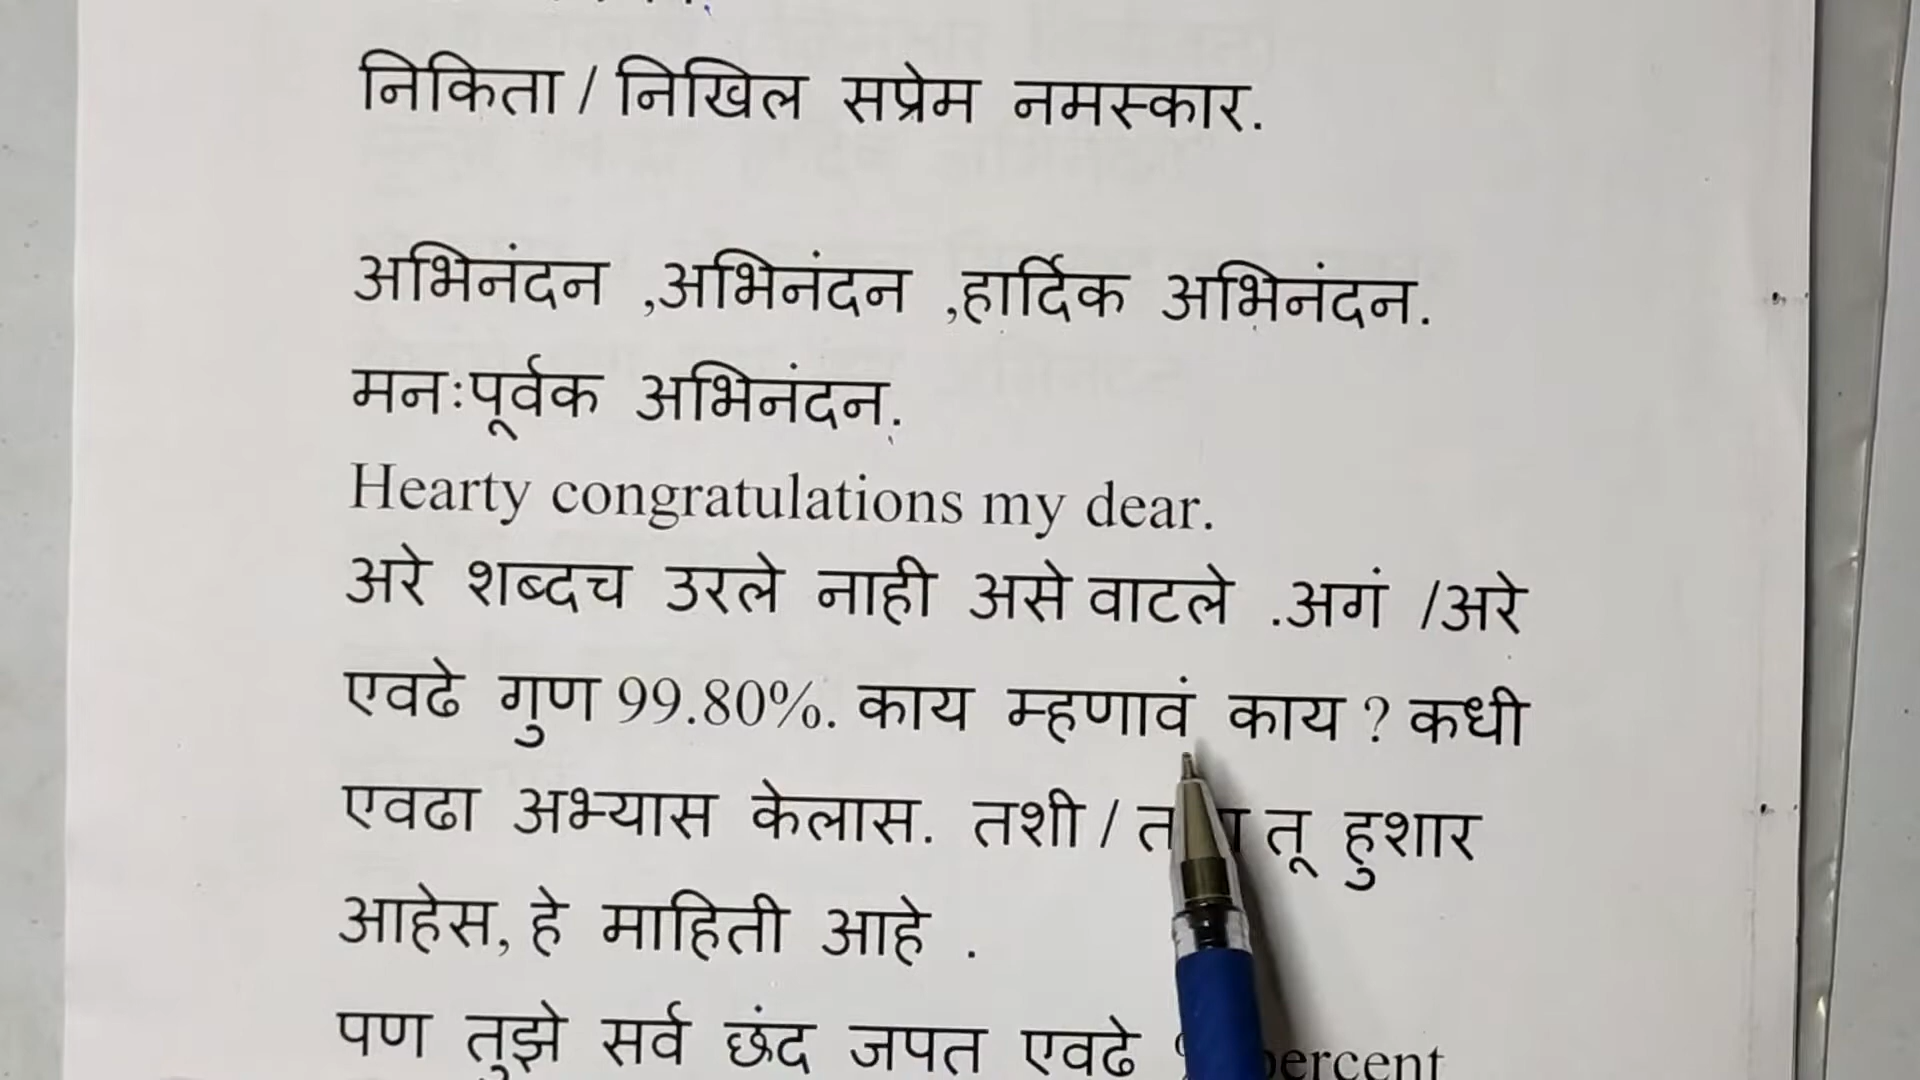 निकिता / निखिल सप्रेम नमस्कार.
अभिनंदन ,अभिनंदन ,हार्दिक अभिनंदन.
मनःपूर्वक अभिनंदन.
Hearty congratulations my dear.
अरे शब्दच उरले नाही असे वाटले .अगं /अरे
एवढे गुण 99.80%. काय म्हणावं काय ? कधी
एवढा अभ्यास केलास. तशी / तू हुशार
आहेस, हे माहिती आहे .
पण तुझे सर्व छंद जपत एवढे percent